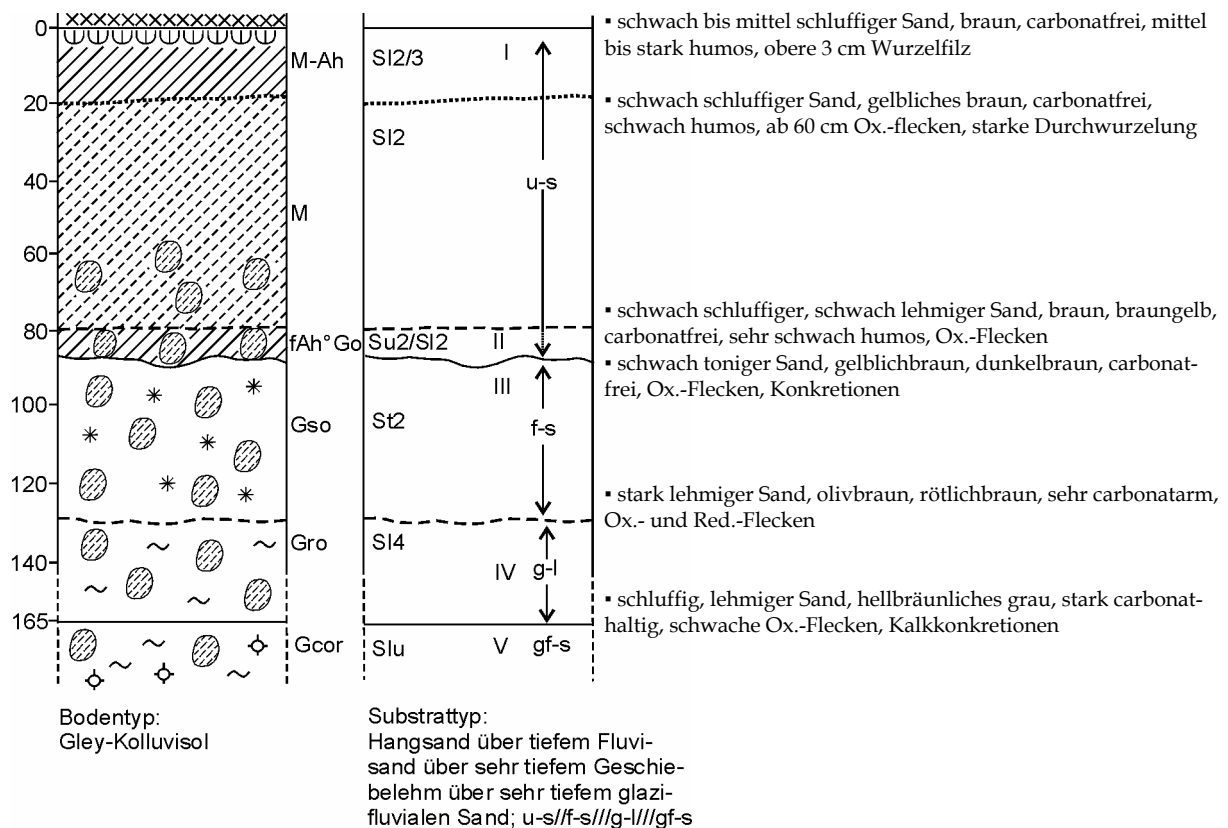 0
20
40
60
80
100
120
140
165
M-Ah
M
fAh°Go
Gso
Gro
Gcor
Sl2/3
I
Sl2
u-s
Su2/Sl2
II
III
St2
f-s
Sl4
IV
g-l
Slu
V
gf-s
▪ schwach bis mittel schluffiger Sand, braun, carbonatfrei, mittel
bis stark humos, obere 3 cm Wurzelfilz
▪ schwach schluffiger Sand, gelbliches braun, carbonatfrei,
schwach humos, ab 60 cm Ox.-flecken, starke Durchwurzelung
▪ schwach schluffiger, schwach lehmiger Sand, braun, braungelb,
carbonatfrei, sehr schwach humos, Ox.-Flecken
▪ schwach toniger Sand, gelblichbraun, dunkelbraun, carbonat-
frei, Ox.-Flecken, Konkretionen
▪ stark lehmiger Sand, olivbraun, rötlichbraun, sehr carbonatarm,
Ox.- und Red.-Flecken
▪ schluffig, lehmiger Sand, hellbräunliches grau, stark carbonat-
haltig, schwache Ox.-Flecken, Kalkkonkretionen
Bodentyp:
Gley-Kolluvisol
Substrattyp:
Hangsand über tiefem Fluvi-
sand über sehr tiefem Geschie-
belehm über sehr tiefem glazi-
fluvialen Sand; u-s//f-s///g-l///gf-s